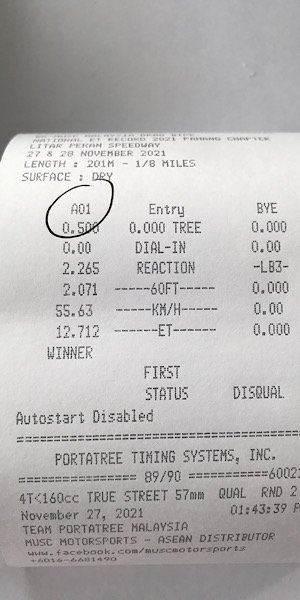 NATIONAL ET RECORD 2021 PAHANG CHAPTER
LITAR PEKAN SPEEDWAY
27 & 28 NOVEMBER 2021
LENGTH : 201M - 1/8 MILES
SURFACE : DRY
A01 Entry BYE
0.500 0.000 TREE 0.000
0.00 DIAL-IN 0.00
2.265 REACTION -LB3-
2.071 ------60FT----- 0.000
55.63 -----KM/H----- 0.00
12.712 ------ET------ 0.000
WINNER
FIRST
STATUS DISQUAL
Autostart Disabled
PORTATREE TIMING SYSTEMS, INC.
================ 89/90 ==========6002
4T<160cc TRUE STREET 57mm QUAL RND 2
November 27, 2021 01:43:39 P
TEAM PORTATREE MALAYSIA
MUSC MOTORSPORTS - ASEAN DISTRIBUTOR
www.facebook.com/muscmotorsports
+6016-6681490